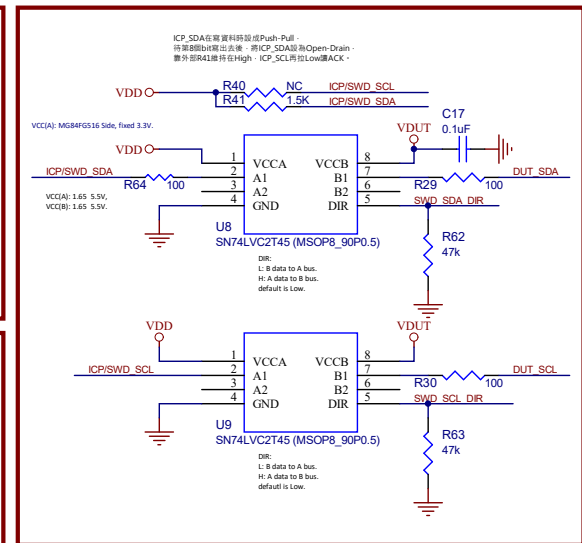 ICP_SDA在寫資料時設成Push-Pull，
待第8個bit寫出去後，將ICP_SDA設為Open-Drain，
靠外部R41維持在High，ICP_SCL再拉Low讀ACK。
VDD
R40 NC ICP/SWD_SCL
R41 1.5K ICP/SWD_SDA
VCC(A): MG84FG516 Side, fixed 3.3V.
VDUT
C17
0.1uF
VDD
1 VCCA VCCB 8
ICP/SWD_SDA 2 A1 B1 7 DUT_SDA
R64 100 3 A2 B2 6 R29 100
4 GND DIR 5 SWD_SDA_DIR
VCC(A): 1.65 5.5V,
VCC(B): 1.65 5.5V.
U8
SN74LVC2T45 (MSOP8_90P0.5)
R62
47k
DIR:
L: B data to A bus.
H: A data to B bus.
default is Low.
VDD VDUT
1 VCCA VCCB 8
ICP/SWD_SCL 2 A1 B1 7 DUT_SCL
3 A2 B2 6 R30 100
4 GND DIR 5 SWD_SCL_DIR
U9
SN74LVC2T45 (MSOP8_90P0.5)
R63
47k
DIR:
L: B data to A bus.
H: A data to B bus.
defautl is Low.